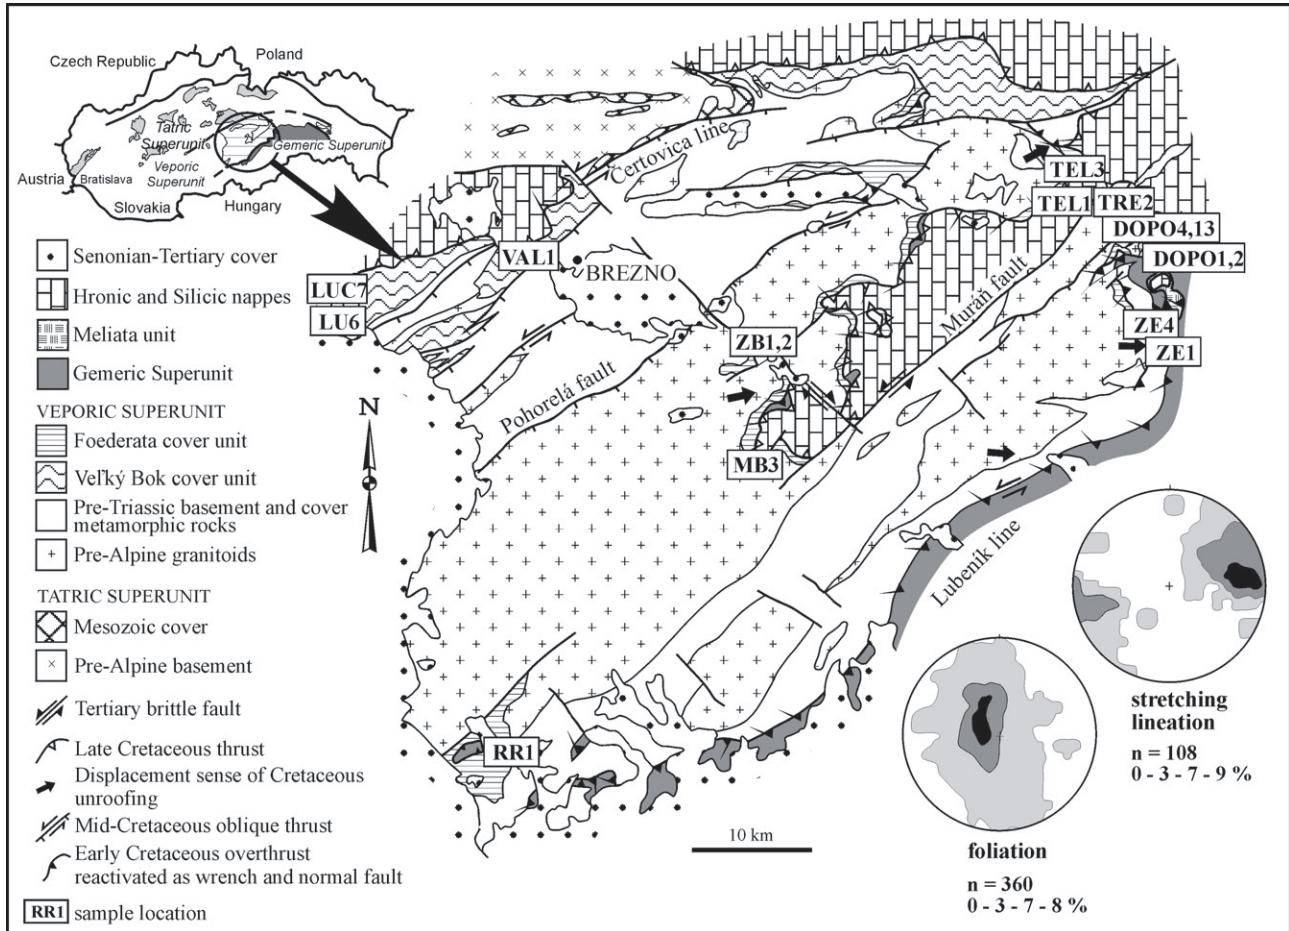 Czech Republic
Poland
Tatric
Superunit
Gemeric Superunit
Veporic
Superunit
Austria
Bratislava
Slovakia
Hungary
Senonian-Tertiary cover
Hronic and Silicic nappes
Meliata unit
Gemeric Superunit
VEPORIC SUPERUNIT
Foederata cover unit
Veľký Bok cover unit
Pre-Triassic basement and cover
metamorphic rocks
Pre-Alpine granitoids
TATRIC SUPERUNIT
Mesozoic cover
Pre-Alpine basement
Tertiary brittle fault
Late Cretaceous thrust
Displacement sense of Cretaceous
unroofing
Mid-Cretaceous oblique thrust
Early Cretaceous overthrust
reactivated as wrench and normal fault
RR1 sample location
N
Čertovica line
TEL3
TEL1
TRE2
DOPO4,13
DOPO1,2
VAL1
BREZNO
LUC7
LU6
Muráň fault
ZE4
ZE1
ZB1,2
Pohorelá fault
MB3
Lubeník line
RR1
10 km
stretching
lineation
n = 108
0 - 3 - 7 - 9 %
foliation
n = 360
0 - 3 - 7 - 8 %